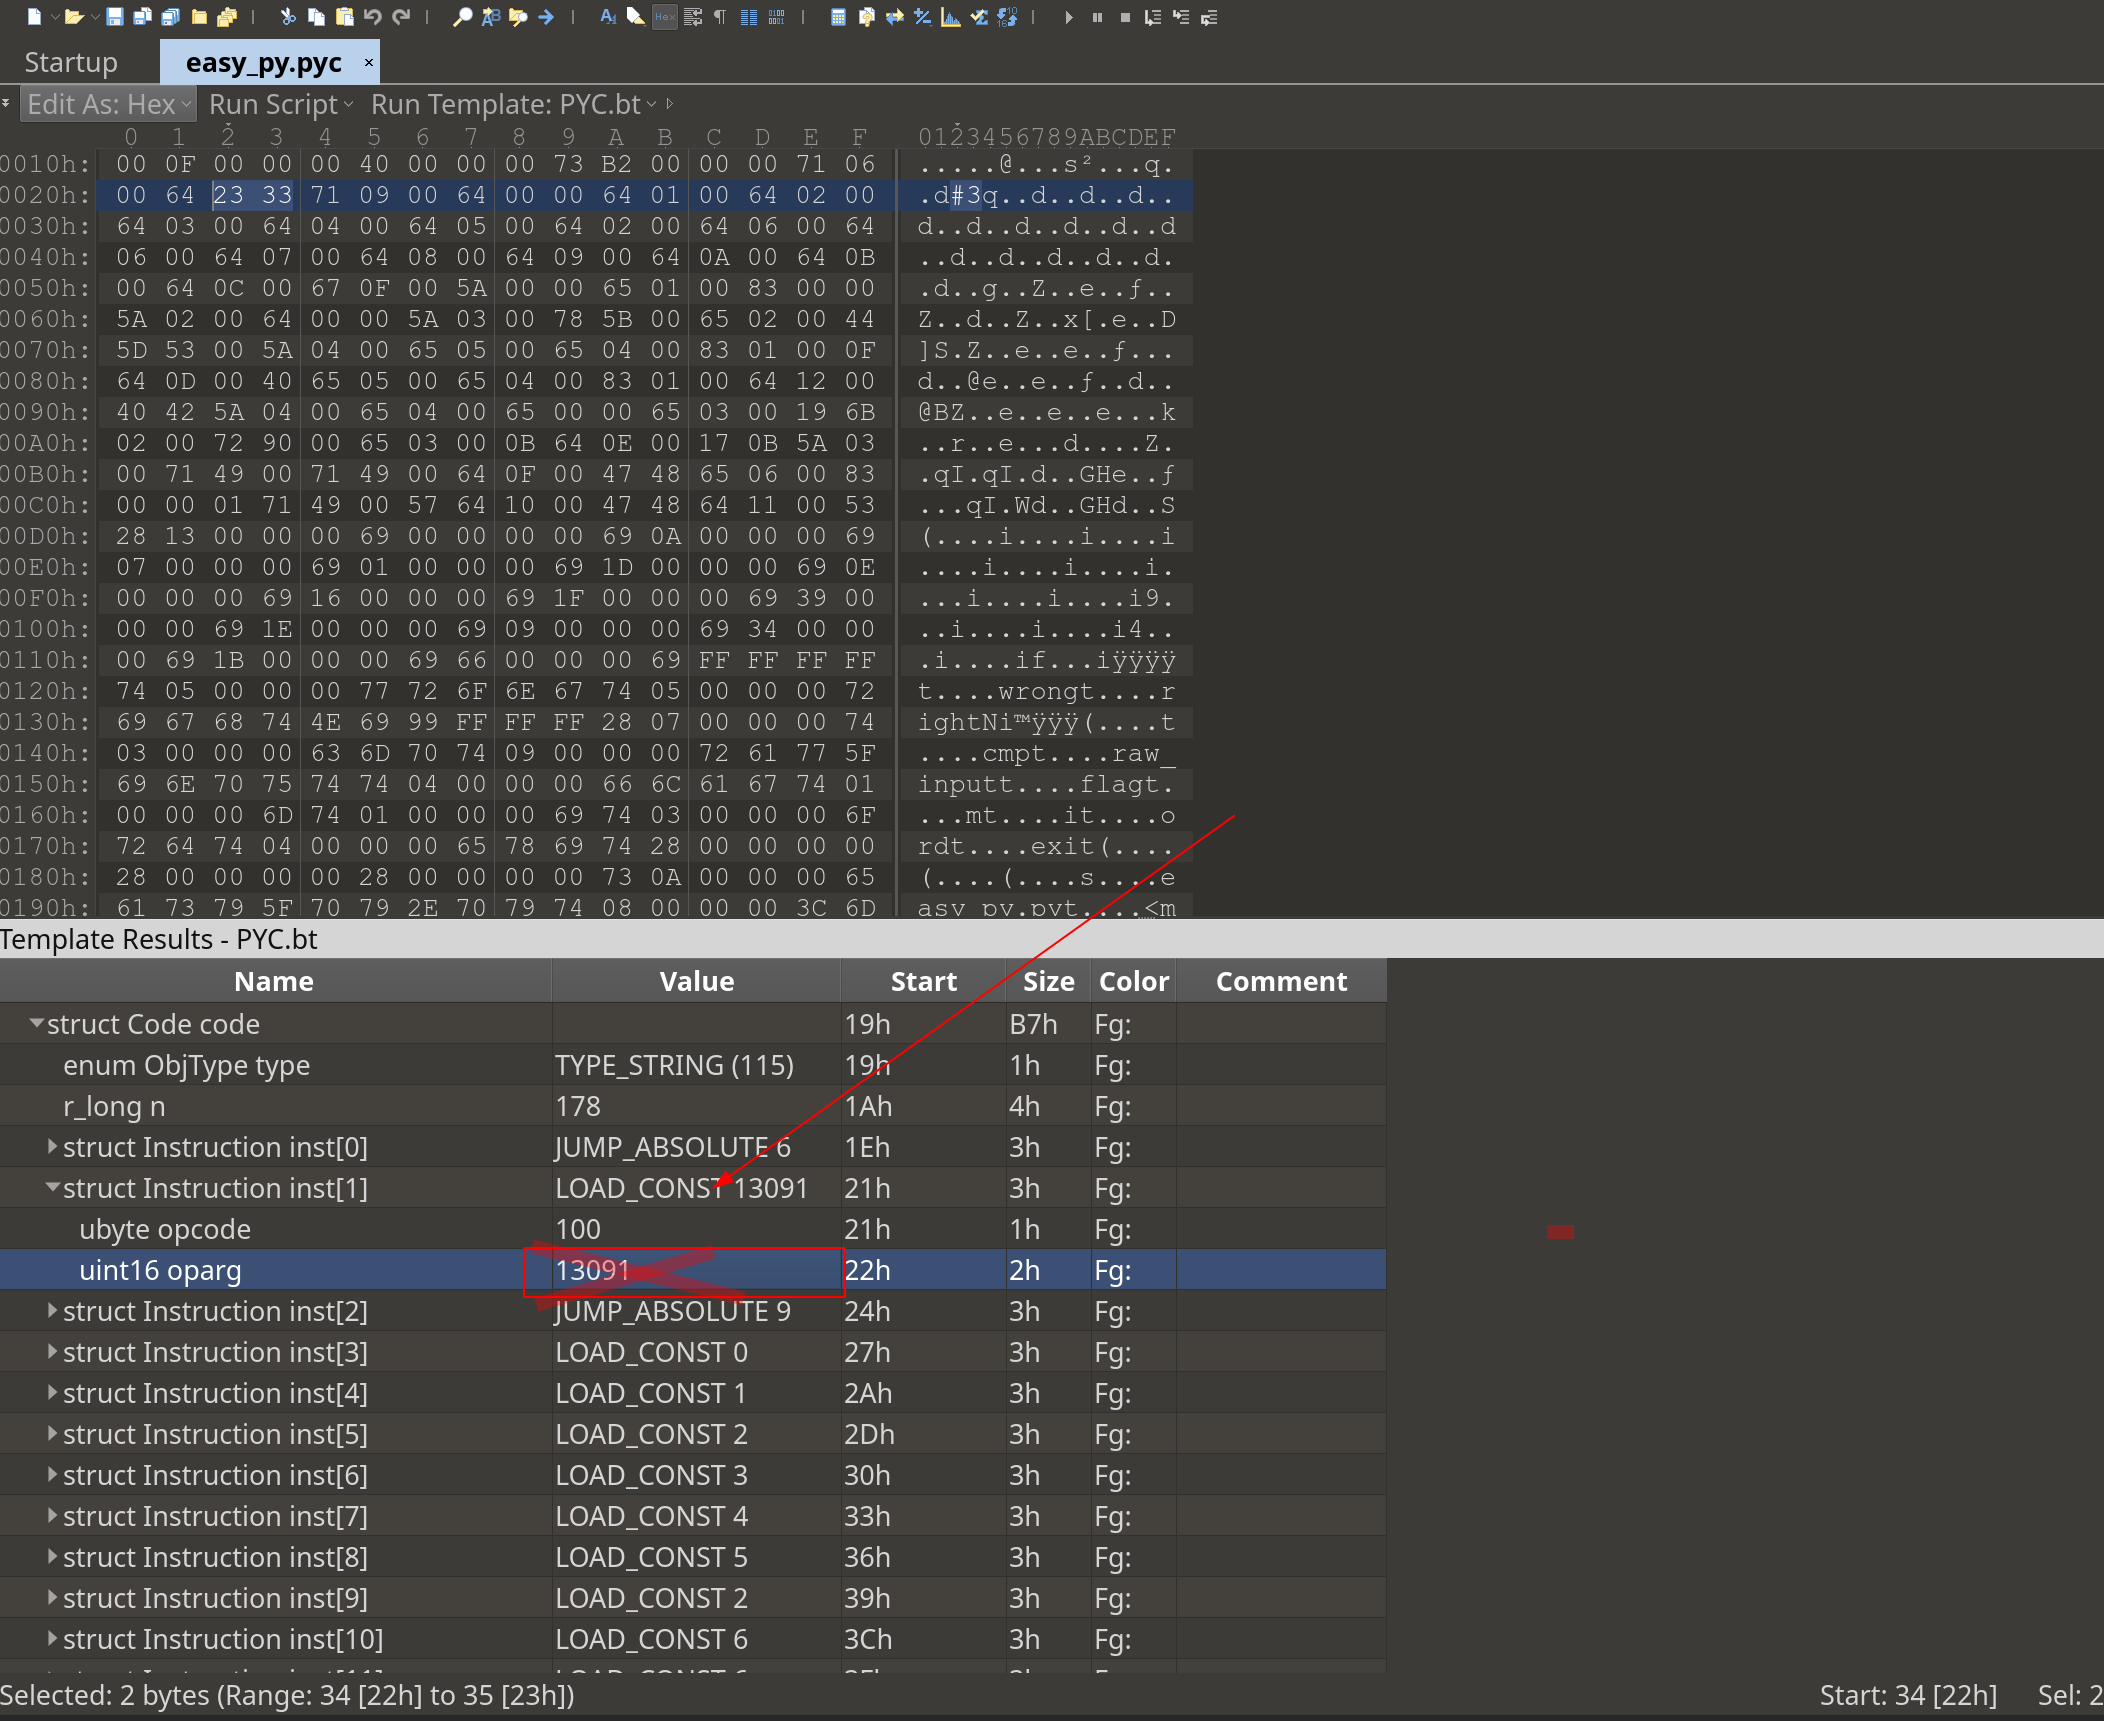 Startup easy_py.pyc ×
Edit As: Hex Run Script Run Template: PYC.bt
0 1 2 3 4 5 6 7 8 9 A B C D E F 0123456789ABCDEF
0010h: 00 0F 00 00 00 40 00 00 00 00 73 B2 00 00 00 71 06 .....@...s²...q.
0020h: 00 64 23 33 71 09 00 64 00 00 64 01 00 64 02 00 .d#3q..d..d..d..
0030h: 64 03 00 64 04 00 64 05 00 64 02 00 64 06 00 64 d..d..d..d..d..d
0040h: 06 00 64 07 00 64 08 00 64 09 00 64 0A 00 64 0B ..d..d..d..d..d.
0050h: 00 64 0C 00 67 0F 00 5A 00 00 65 01 00 83 00 00 .d..g..Z..e..ƒ..
0060h: 5A 02 00 64 00 00 5A 03 00 78 5B 00 65 02 00 44 Z..d..Z..x[.e..D
0070h: 5D 53 00 5A 04 00 65 05 00 65 04 00 83 01 00 0F ]S.Z..e..e..ƒ...
0080h: 64 0D 00 40 65 05 00 65 04 00 83 01 00 64 12 00 d..@e..e..ƒ..d..
0090h: 40 42 5A 04 00 65 04 00 65 00 00 65 03 00 19 6B @BZ..e..e..e...k
00A0h: 02 00 72 90 00 65 03 00 0B 64 0E 00 17 0B 5A 03 ..r..e...d....Z.
00B0h: 00 71 49 00 71 49 00 64 0F 00 47 48 65 06 00 83 .qI.qI.d..GHe..ƒ
00C0h: 00 00 01 71 49 00 57 64 10 00 47 48 64 11 00 53 ...qI.Wd..GHd..S
00D0h: 28 13 00 00 00 69 00 00 00 00 69 0A 00 00 00 69 (....i....i....i
00E0h: 07 00 00 00 69 01 00 00 00 69 1D 00 00 00 69 0E ....i....i....i.
00F0h: 00 00 00 69 16 00 00 00 69 1F 00 00 00 69 39 00 ...i....i....i9.
0100h: 00 00 69 1E 00 00 00 69 09 00 00 00 69 34 00 00 ..i....i....i4..
0110h: 00 69 1B 00 00 00 69 66 00 00 00 69 FF FF FF FF .i....if...iÿÿÿÿ
0120h: 74 05 00 00 00 77 72 6F 6E 67 74 05 00 00 00 72 t....wrongt....r
0130h: 69 67 68 74 4E 69 99 FF FF FF 28 07 00 00 00 74 ightNi™ÿÿÿ(....t
0140h: 03 00 00 00 63 6D 70 74 09 00 00 00 72 61 77 5F ....cmpt....raw_
0150h: 69 6E 70 75 74 74 04 00 00 00 66 6C 61 67 74 01 inputt....flagt.
0160h: 00 00 00 6D 74 01 00 00 00 69 74 03 00 00 00 6F ...mt....it....o
0170h: 72 64 74 04 00 00 00 65 78 69 74 28 00 00 00 00 rdt....exit(....
0180h: 28 00 00 00 00 28 00 00 00 00 73 0A 00 00 00 65 (....(....s....e
0190h: 61 73 79 5F 70 79 2E 70 79 74 08 00 00 00 3C 6D asy_py.pyt....<m
Template Results - PYC.bt
Name Value Start Size Color Comment
struct Code code 19h B7h Fg:
enum ObjType type TYPE_STRING (115) 19h 1h Fg:
r_long n 178 1Ah 4h Fg:
struct Instruction inst[0] JUMP_ABSOLUTE 6 1Eh 3h Fg:
struct Instruction inst[1] LOAD_CONST 13091 21h 3h Fg:
ubyte opcode 100 21h 1h Fg:
uint16 oparg 13091 22h 2h Fg:
struct Instruction inst[2] JUMP_ABSOLUTE 9 24h 3h Fg:
struct Instruction inst[3] LOAD_CONST 0 27h 3h Fg:
struct Instruction inst[4] LOAD_CONST 1 2Ah 3h Fg:
struct Instruction inst[5] LOAD_CONST 2 2Dh 3h Fg:
struct Instruction inst[6] LOAD_CONST 3 30h 3h Fg:
struct Instruction inst[7] LOAD_CONST 4 33h 3h Fg:
struct Instruction inst[8] LOAD_CONST 5 36h 3h Fg:
struct Instruction inst[9] LOAD_CONST 2 39h 3h Fg:
struct Instruction inst[10] LOAD_CONST 6 3Ch 3h Fg:
Selected: 2 bytes (Range: 34 [22h] to 35 [23h]) Start: 34 [22h] Sel: 2